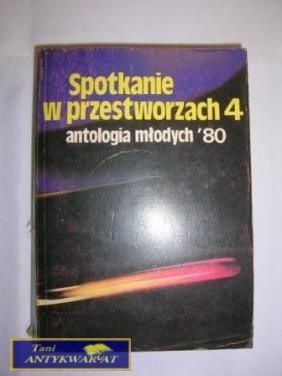 Spotkanie
w przestworzach 4
antologia młodych '80
Tani
ANTYKWARIAT